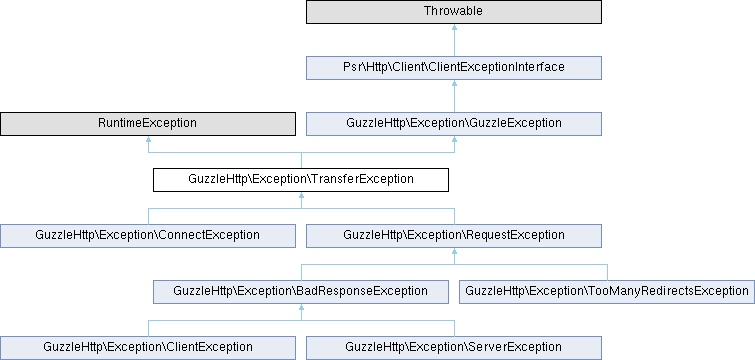 Throwable
Psr\Http\Client\ClientExceptionInterface
RuntimeException
GuzzleHttp\Exception\GuzzleException
GuzzleHttp\Exception\TransferException
GuzzleHttp\Exception\ConnectException
GuzzleHttp\Exception\RequestException
GuzzleHttp\Exception\BadResponseException
GuzzleHttp\Exception\TooManyRedirectsException
GuzzleHttp\Exception\ClientException
GuzzleHttp\Exception\ServerException